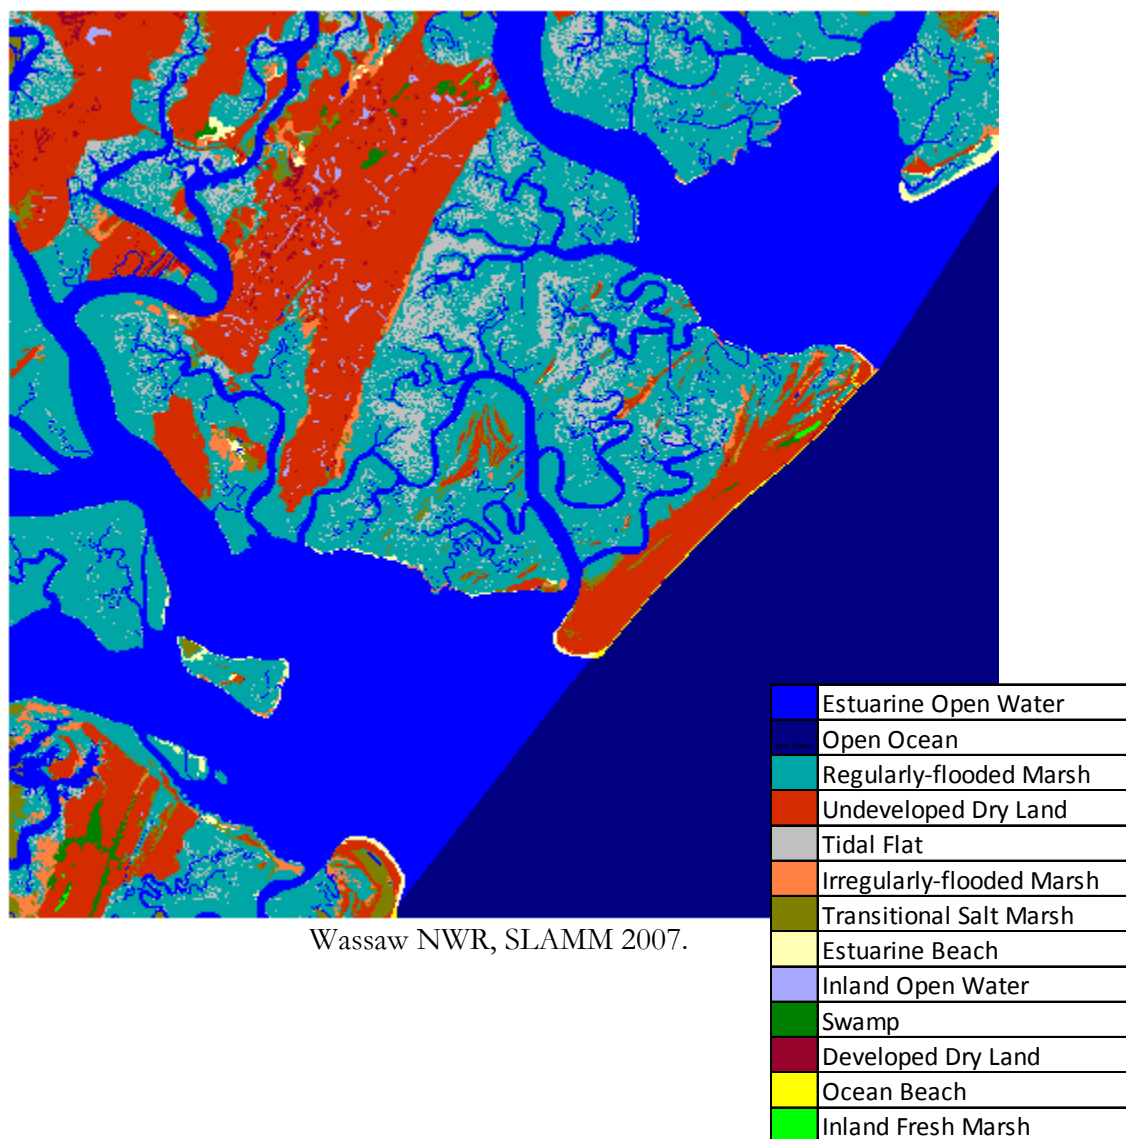 Estuarine Open Water
Open Ocean
Regularly-flooded Marsh
Undeveloped Dry Land
Tidal Flat
Irregularly-flooded Marsh
Transitional Salt Marsh
Estuarine Beach
Inland Open Water
Swamp
Developed Dry Land
Ocean Beach
Inland Fresh Marsh
Wassaw NWR, SLAMM 2007.